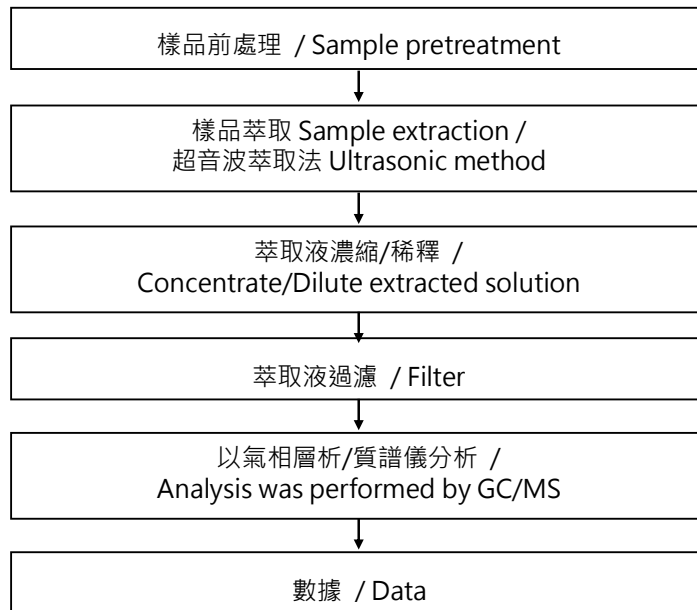 樣品前處理 / Sample pretreatment
樣品萃取 Sample extraction /
超音波萃取法 Ultrasonic method
萃取液濃縮/稀釋 /
Concentrate/Dilute extracted solution
萃取液過濾 / Filter
以氣相層析/質譜儀分析 /
Analysis was performed by GC/MS
數據 / Data